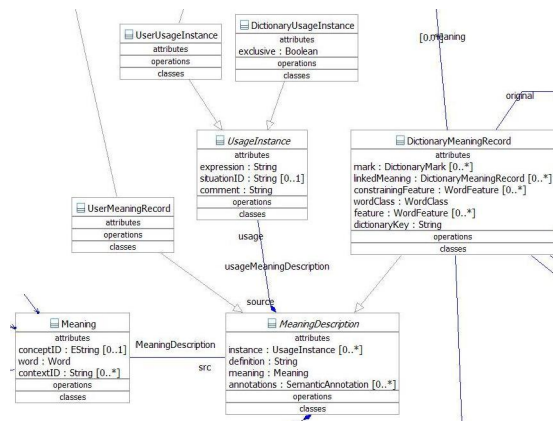 UserUsageInstance
attributes
operations
classes
DictionaryUsageInstance
attributes
exclusive : Boolean
operations
classes
meaning
original
UsageInstance
attributes
expression : String
situationID : String [0..1]
comment : String
operations
classes
DictionaryMeaningRecord
attributes
mark : DictionaryMark [0..*]
linkedMeaning : DictionaryMeaningRecord [0..*]
constrainingFeature : WordFeature [0..*]
wordClass : WordClass
feature : WordFeature [0..*]
dictionaryKey : String
operations
classes
UserMeaningRecord
attributes
operations
classes
usage
usageMeaningDescription
source
Meaning
attributes
conceptID : EString [0..1]
word : Word
contextID : String [0..*]
operations
classes
MeaningDescription
src
MeaningDescription
attributes
instance : UsageInstance [0..*]
definition : String
meaning : Meaning
annotations : SemanticAnnotation [0..*]
operations
classes